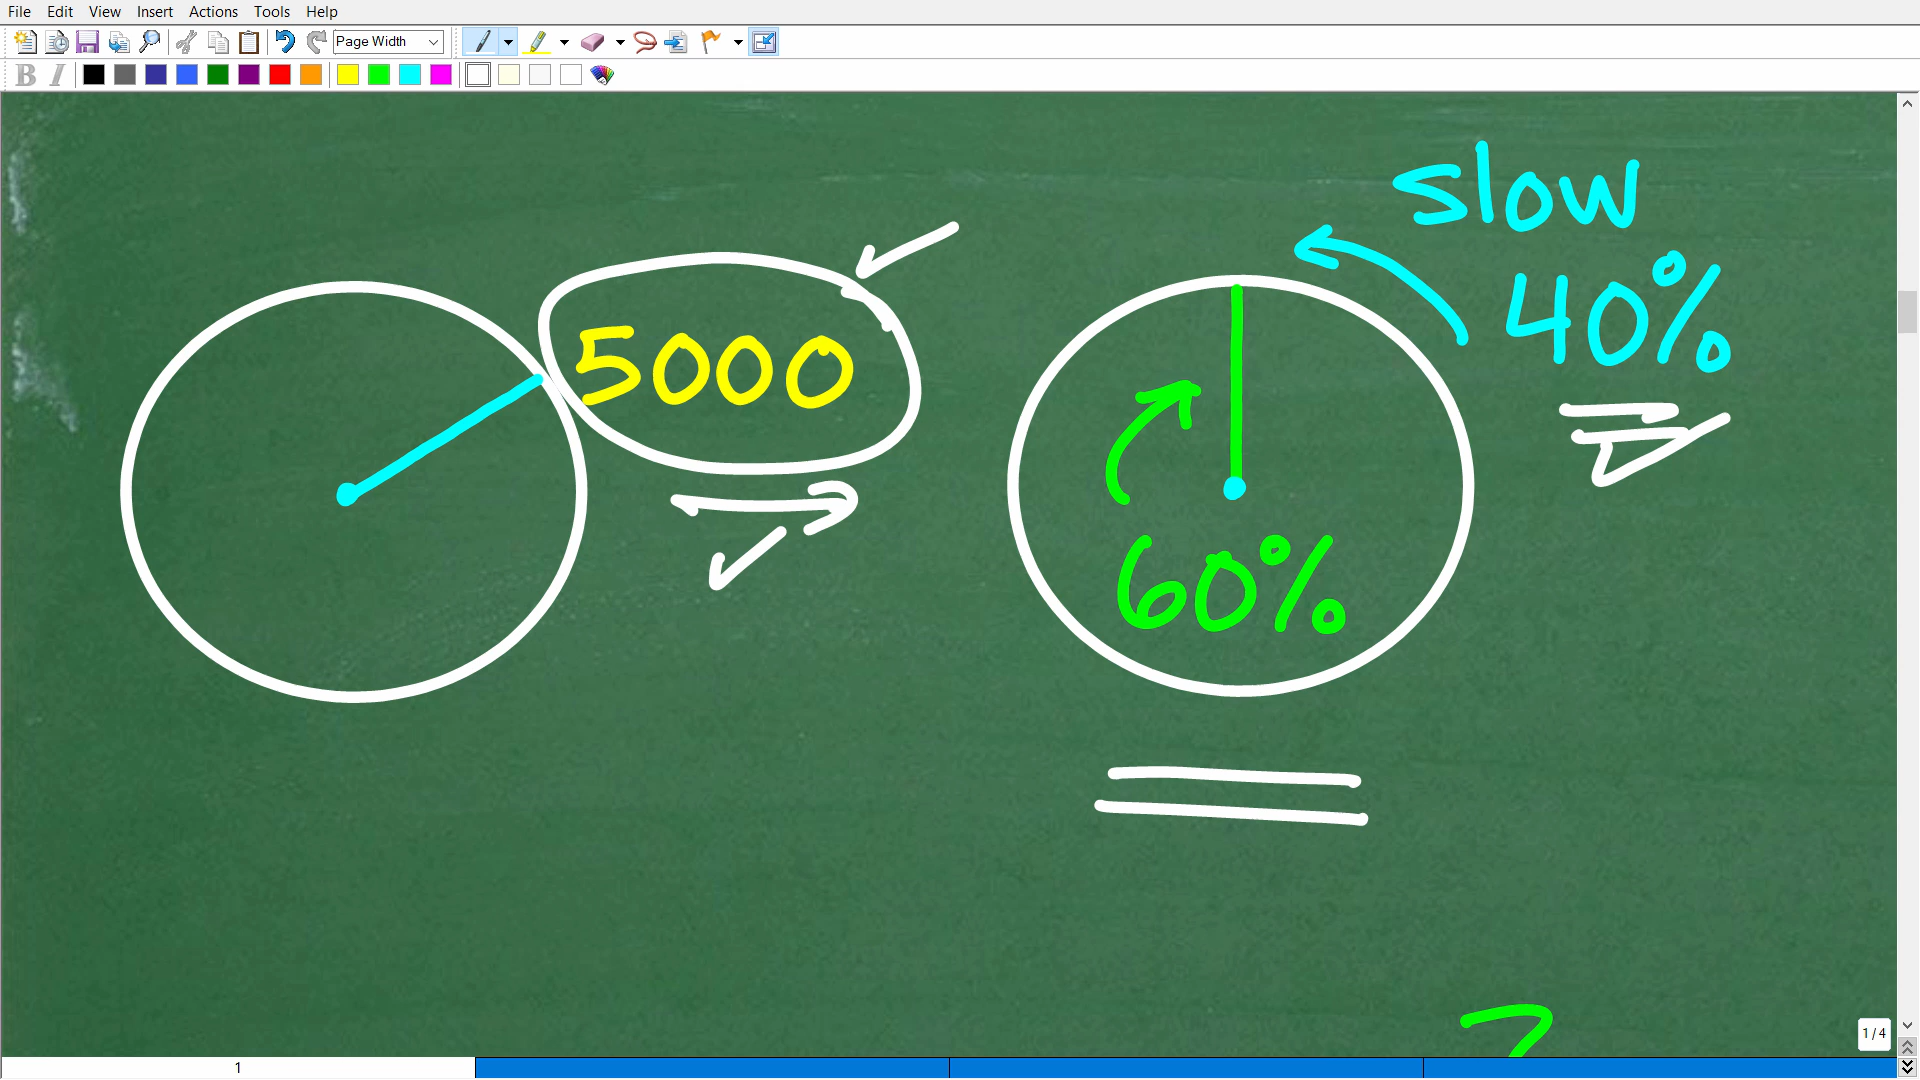 File Edit View Insert Actions Tools Help
Page Width
B I
slow
40%
5000
60%
1 / 4
1